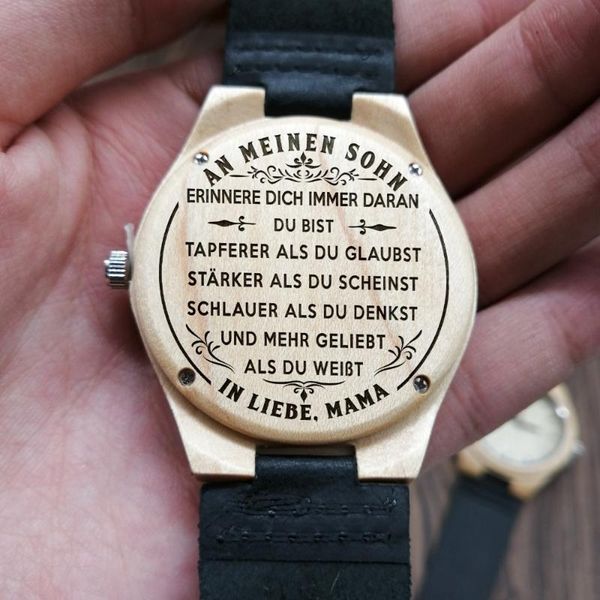 AN MEINEN SOHN
ERINNERE DICH IMMER DARAN
DU BIST
TAPFERER ALS DU GLAUBST
STÄRKER ALS DU SCHEINST
SCHLAUER ALS DU DENKST
UND MEHR GELIEBT
ALS DU WEIßT
IN LIEBE, MAMA